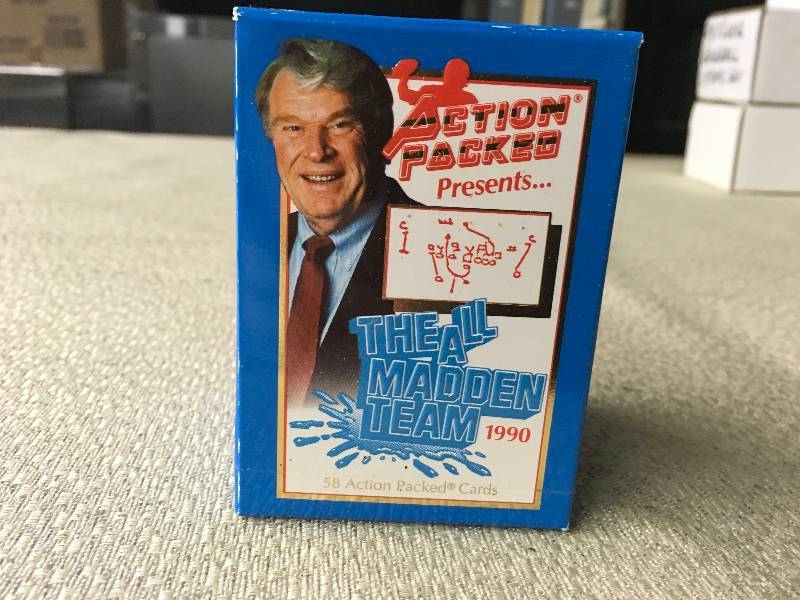 ACTION®
PACKED
Presents...
THE ALL
MADDEN
TEAM
1990
58 Action Packed® Cards